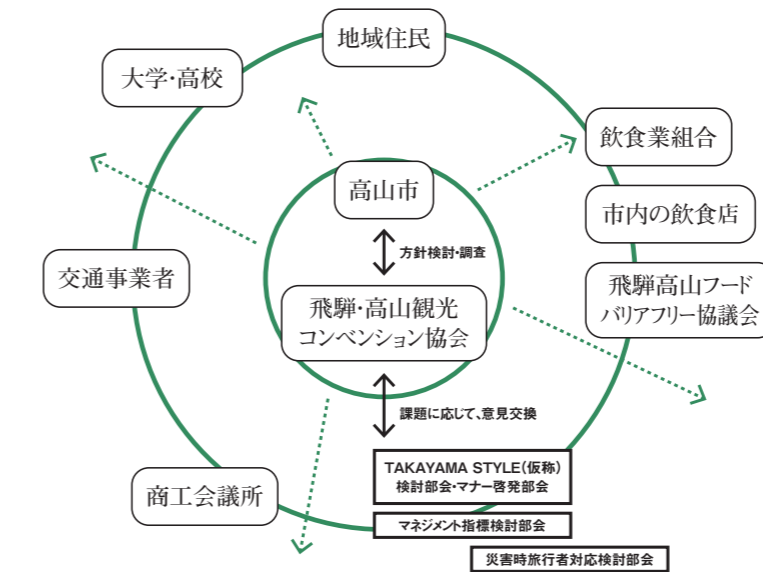 地域住民
大学・高校
飲食業組合
高山市
市内の飲食店
方針検討・調査
交通事業者
飛騨高山フード
バリアフリー協議会
飛騨・高山観光
コンベンション協会
課題に応じて、意見交換
TAKAYAMA STYLE（仮称）
検討部会・マナー啓発部会
商工会議所
マネジメント指標検討部会
災害時旅行者対応検討部会